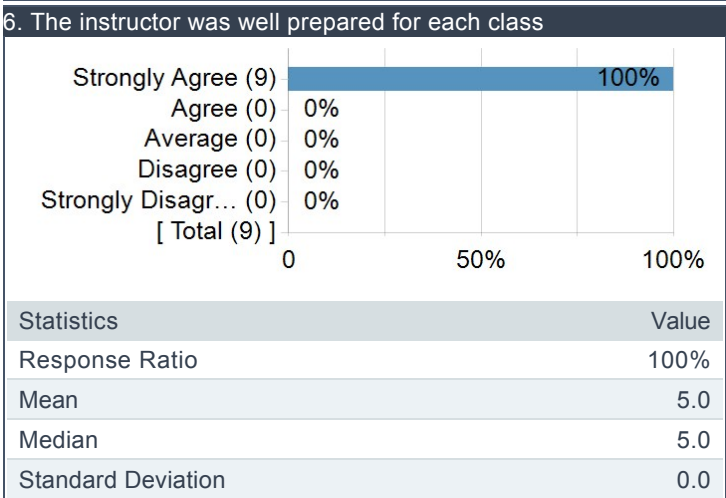 6. The instructor was well prepared for each class
Strongly Agree (9) 100%
Agree (0) 0%
Average (0) 0%
Disagree (0) 0%
Strongly Disagr... (0) 0%
[ Total (9) ]
0 50% 100%
Statistics Value
Response Ratio 100%
Mean 5.0
Median 5.0
Standard Deviation 0.0